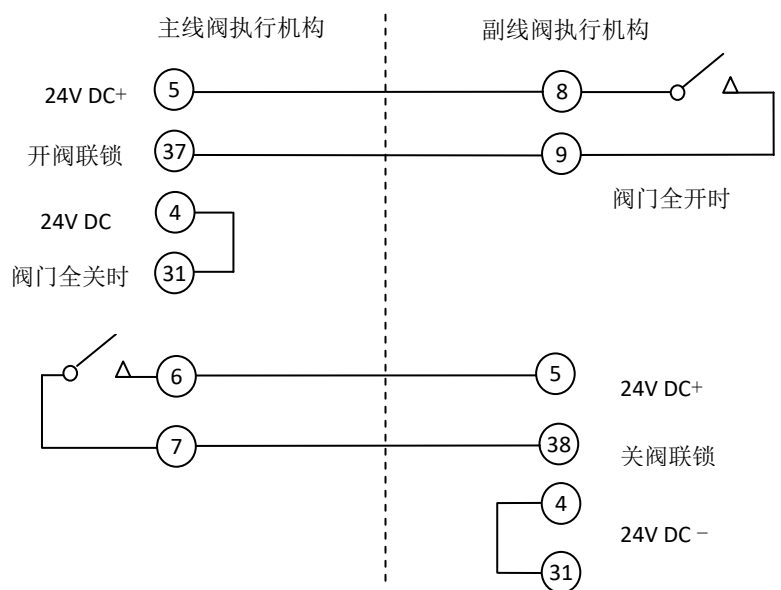 主线阀执行机构
副线阀执行机构
24V DC+
5
8
开阀联锁
37
9
阀门全开时
24V DC
4
阀门全关时
31
6
5
24V DC+
7
38
关阀联锁
4
24V DC −
31